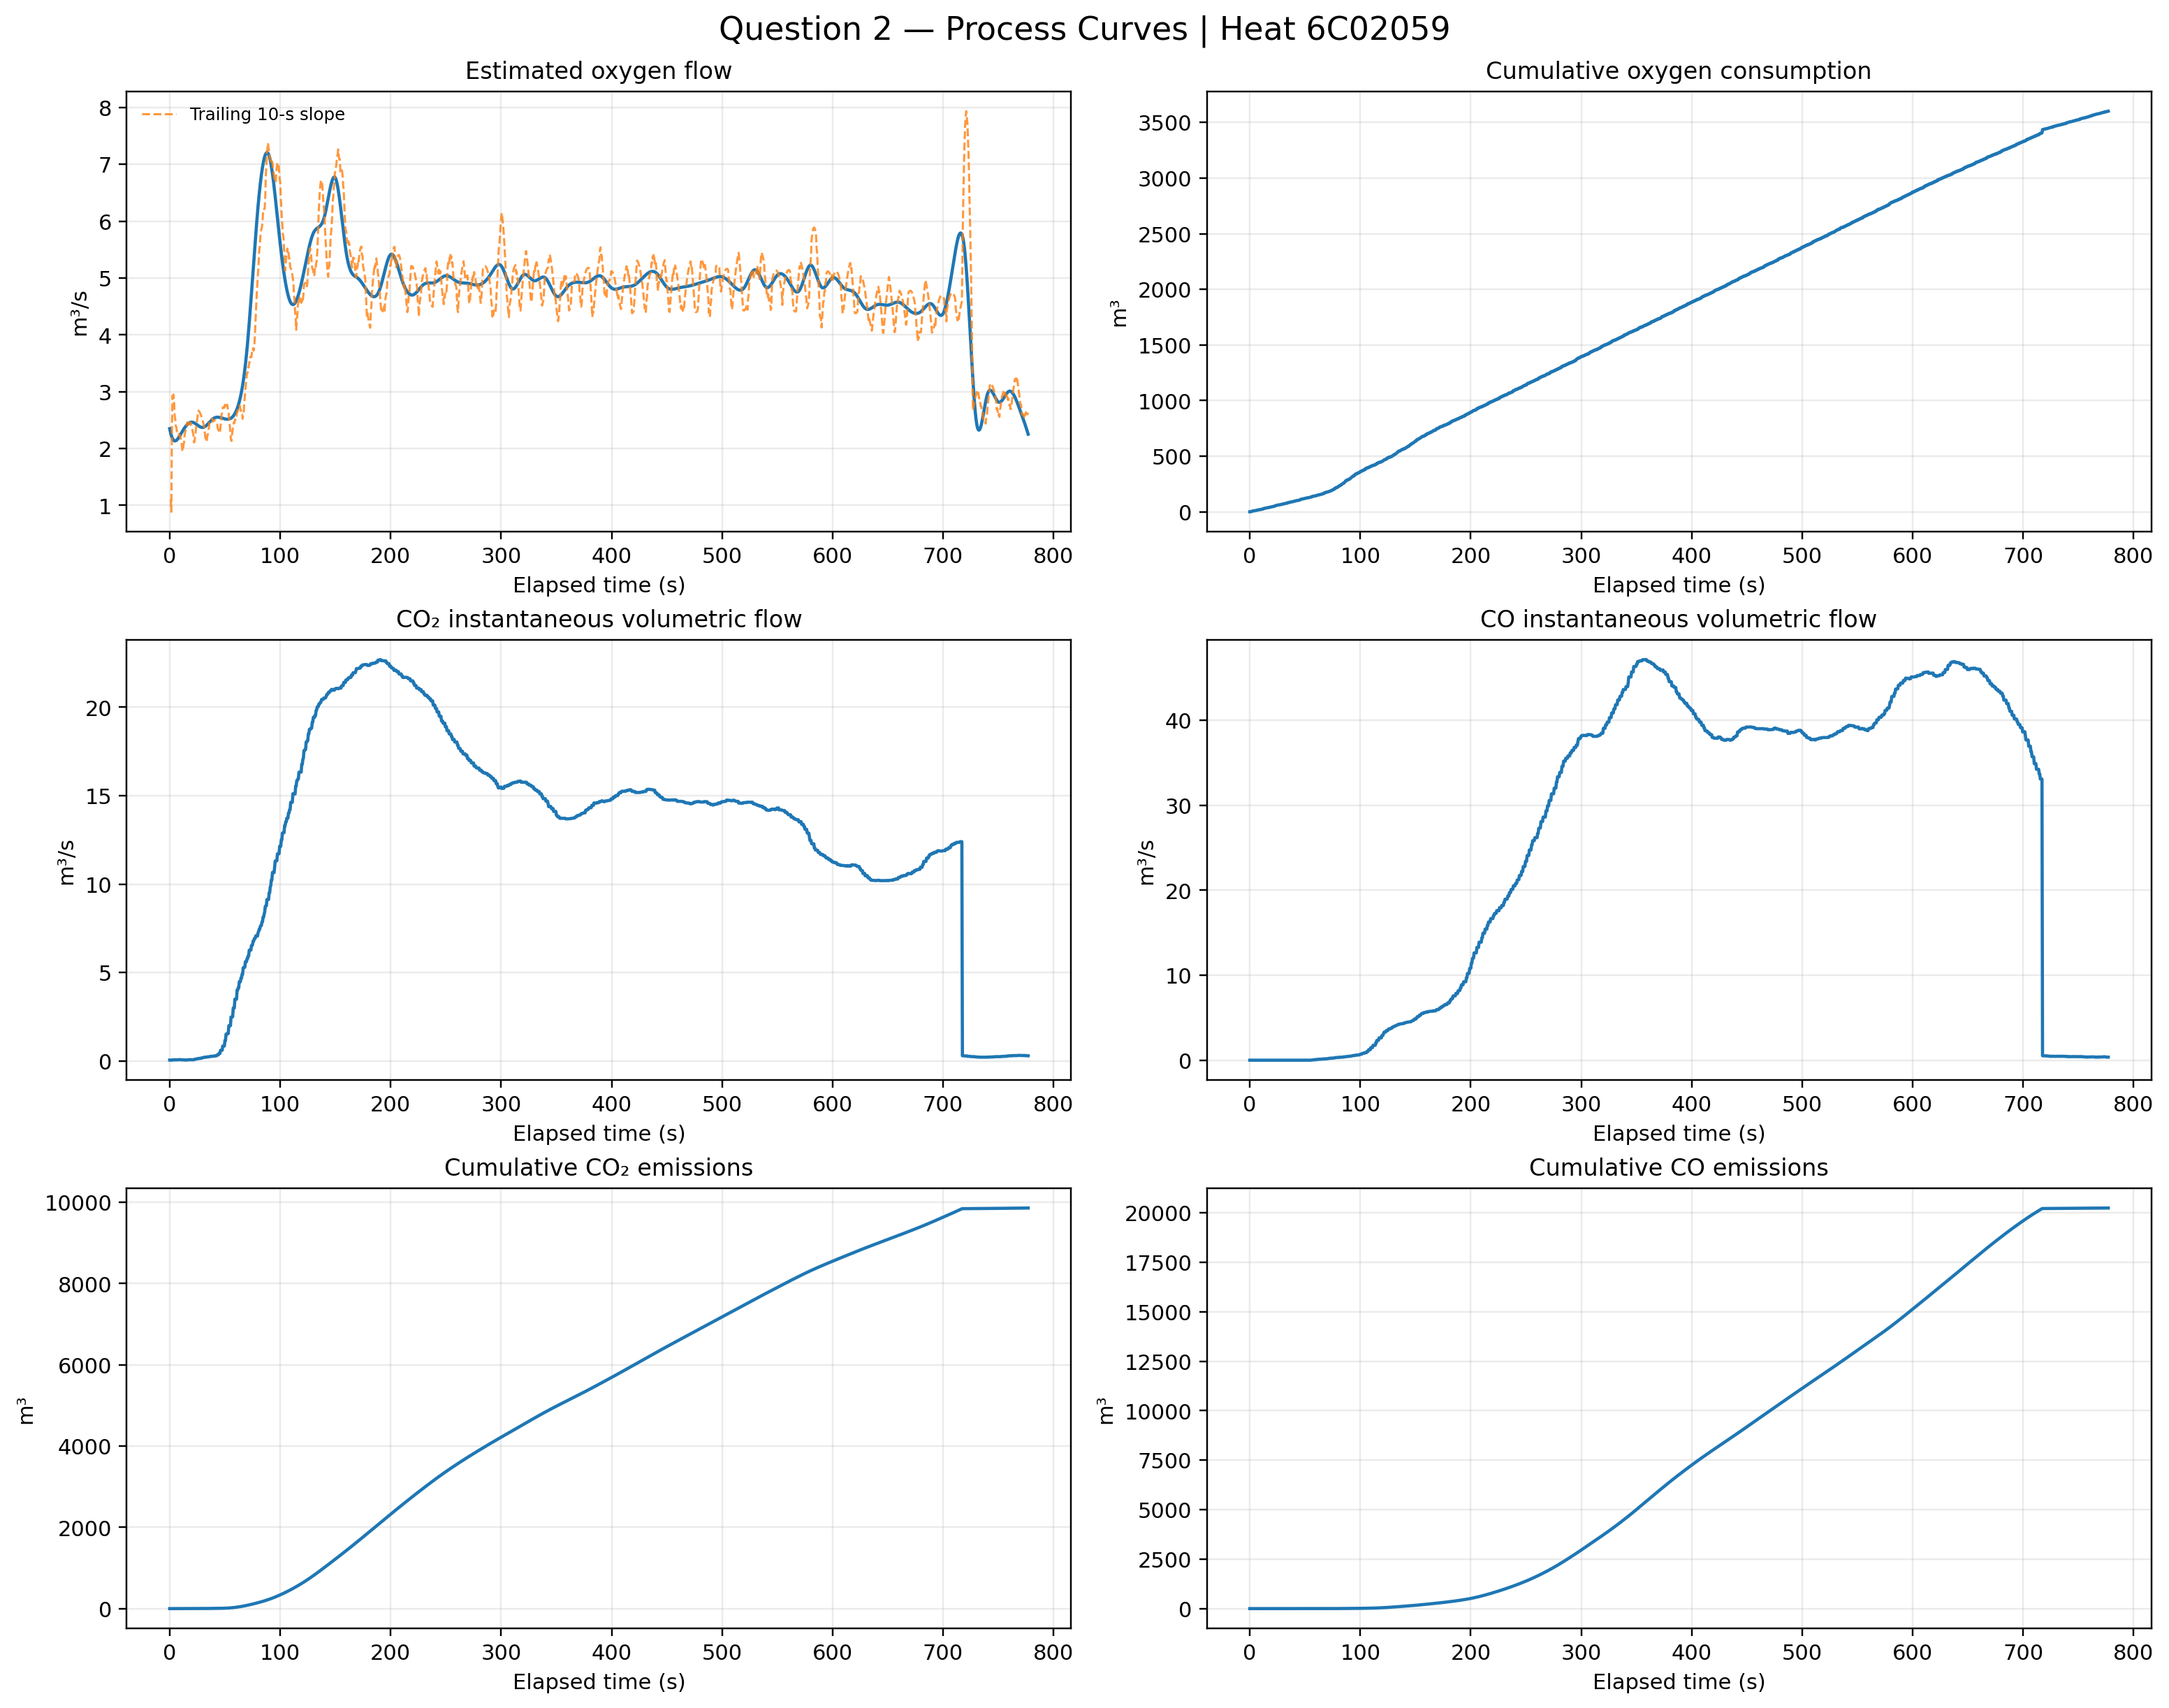 Question 2 — Process Curves | Heat 6C02059
Estimated oxygen flow
Trailing 10-s slope
m³/s
8
7
6
5
4
3
2
1
0 100 200 300 400 500 600 700 800
Elapsed time (s)
Cumulative oxygen consumption
m³
3500
3000
2500
2000
1500
1000
500
0
0 100 200 300 400 500 600 700 800
Elapsed time (s)
CO₂ instantaneous volumetric flow
m³/s
20
15
10
5
0
0 100 200 300 400 500 600 700 800
Elapsed time (s)
CO instantaneous volumetric flow
m³/s
40
30
20
10
0
0 100 200 300 400 500 600 700 800
Elapsed time (s)
Cumulative CO₂ emissions
m³
10000
8000
6000
4000
2000
0
0 100 200 300 400 500 600 700 800
Elapsed time (s)
Cumulative CO emissions
m³
20000
17500
15000
12500
10000
7500
5000
2500
0
0 100 200 300 400 500 600 700 800
Elapsed time (s)